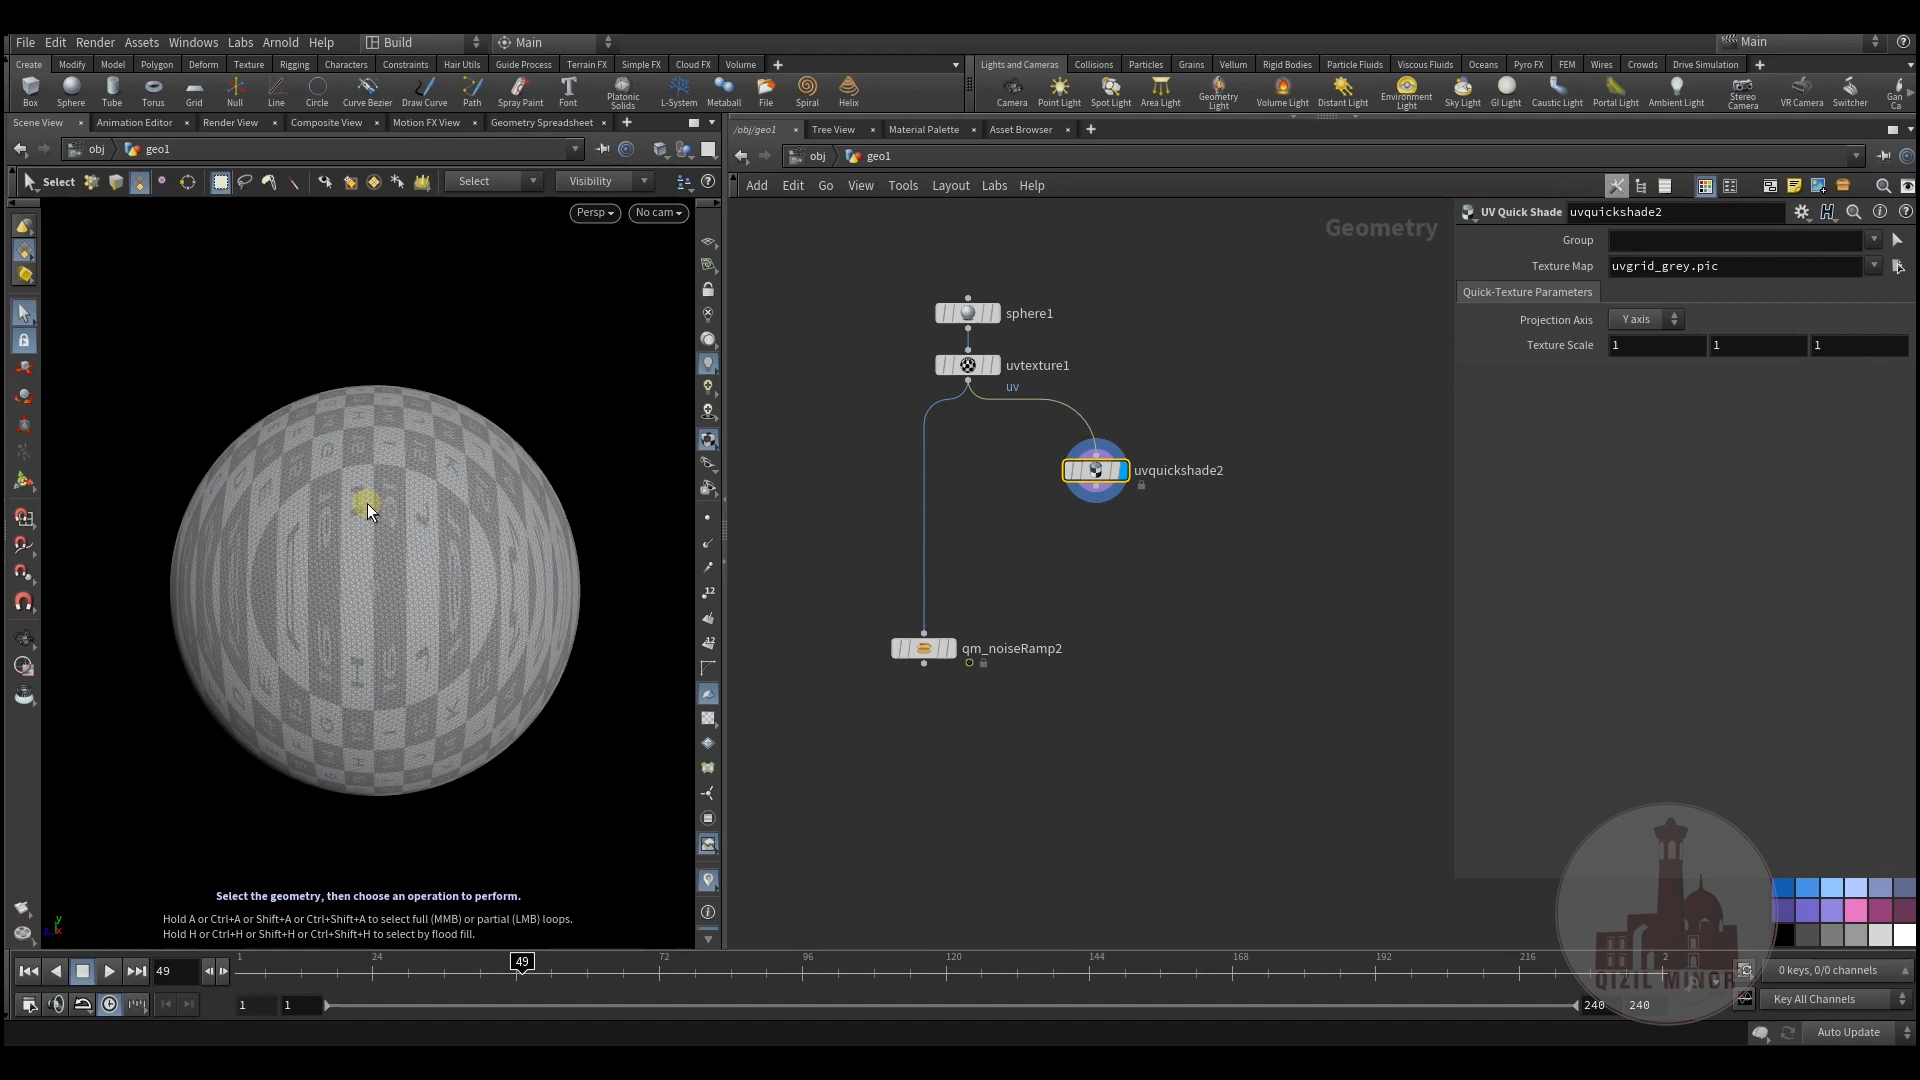 File Edit Render Assets Windows Labs Arnold Help Build Main Main
Create Modify Model Polygon Deform Texture Rigging Characters Constraints Hair Utils Guide Process Terrain FX Simple FX Cloud FX Volume
Lights and Cameras Collisions Particles Grains Vellum Rigid Bodies Particle Fluids Viscous Fluids Oceans Pyro FX FEM Wires Crowds Drive Simulation
Box Sphere Tube Torus Grid Null Line Circle Curve Bezier Draw Curve Path Spray Paint Font Platonic Solids L-System Metaball File Spiral Helix
Camera Point Light Spot Light Area Light Geometry Light Volume Light Distant Light Environment Light Sky Light GI Light Caustic Light Portal Light Ambient Light Stereo Camera VR Camera Switcher Gan Ca
Scene View Animation Editor Render View Composite View Motion FX View Geometry Spreadsheet
/obj/geo1 Tree View Material Palette Asset Browser
obj geo1
obj geo1
Select Select Visibility
Add Edit Go View Tools Layout Labs Help
Persp No cam
Geometry
UV Quick Shade uvquickshade2
Group
Texture Map uvgrid_grey.pic
Quick-Texture Parameters
Projection Axis Y axis
Texture Scale 1 1 1
sphere1
uvtexture1
uv
uvquickshade2
qm_noiseRamp2
12
12
Select the geometry, then choose an operation to perform.
Hold A or Ctrl+A or Shift+A or Ctrl+Shift+A to select full (MMB) or partial (LMB) loops.
Hold H or Ctrl+H or Shift+H or Ctrl+Shift+H to select by flood fill.
y
QIZIL MINOR
49 1 24 49 72 96 120 144 168 192 216 2
0 keys, 0/0 channels
1 1 240 240
Key All Channels
Auto Update